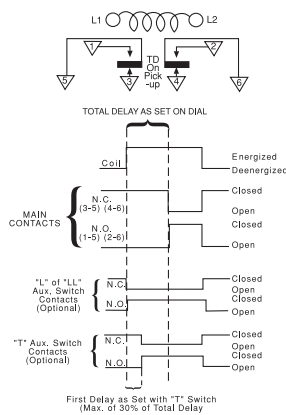 L1 L2
1 2
TD
On
Pick
-up
5 3 4 6
TOTAL DELAY AS SET ON DIAL
Coil
Energized
Deenergized
MAIN
CONTACTS
N.C.
(3-5) (4-6)
Closed
Open
N.O.
(1-5) (2-6)
Closed
Open
"L" of "LL"
Aux. Switch
Contacts
(Optional)
N.C.
Closed
Open
N.O.
Closed
Open
"T" Aux. Switch
Contacts
(Optional)
N.C.
Closed
Open
N.O.
Closed
Open
First Delay as Set with "T" Switch
(Max. of 30% of Total Delay